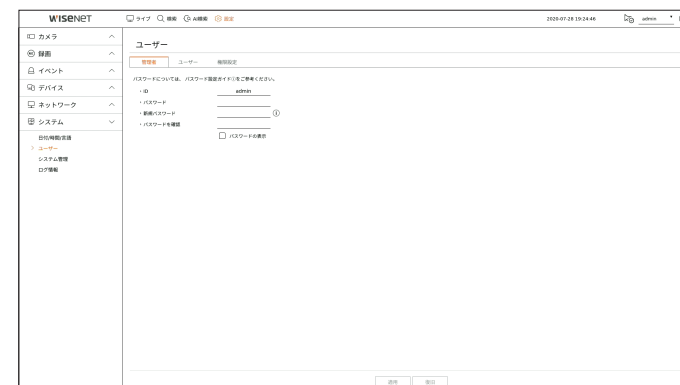 WISENET
ライブ 検索 AI検索 設定
2020-07-28 19:24:46 admin
カメラ
録画
イベント
デバイス
ネットワーク
システム
日付/時間/言語
ユーザー
システム管理
ログ情報
ユーザー
管理者 ユーザー 権限設定
パスワードについては、パスワード設定ガイド①をご参考ください。
ID admin
パスワード
新規パスワード
パスワードを確認
パスワードの表示
適用 復旧